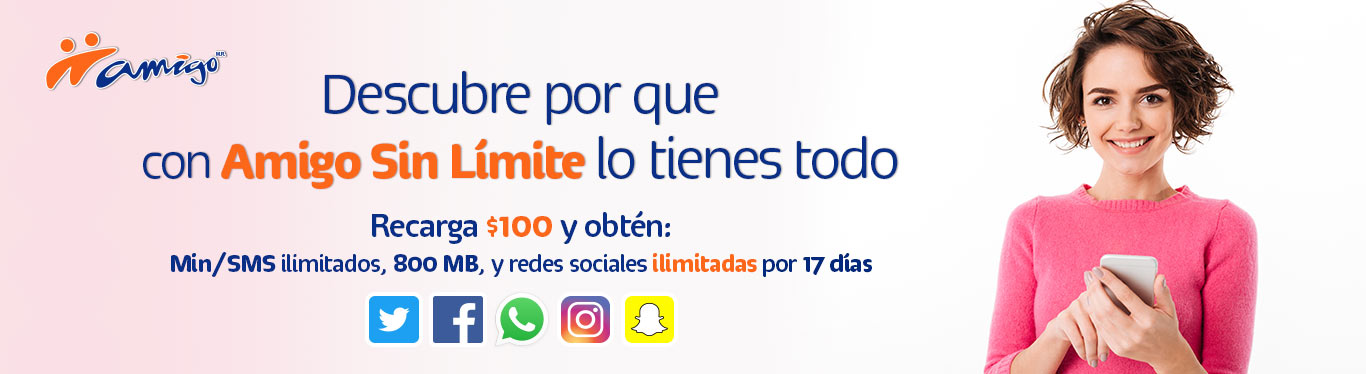 amigo M.R.
Descubre por que
con Amigo Sin Límite lo tienes todo
Recarga $100 y obtén:
Min/SMS ilimitados, 800 MB, y redes sociales ilimitadas por 17 días